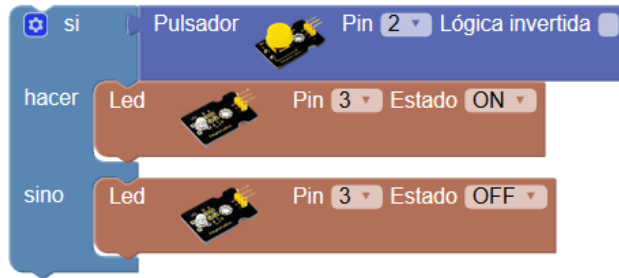 si Pulsador Pin 2 Lógica invertida
hacer Led Pin 3 Estado ON
sino Led Pin 3 Estado OFF